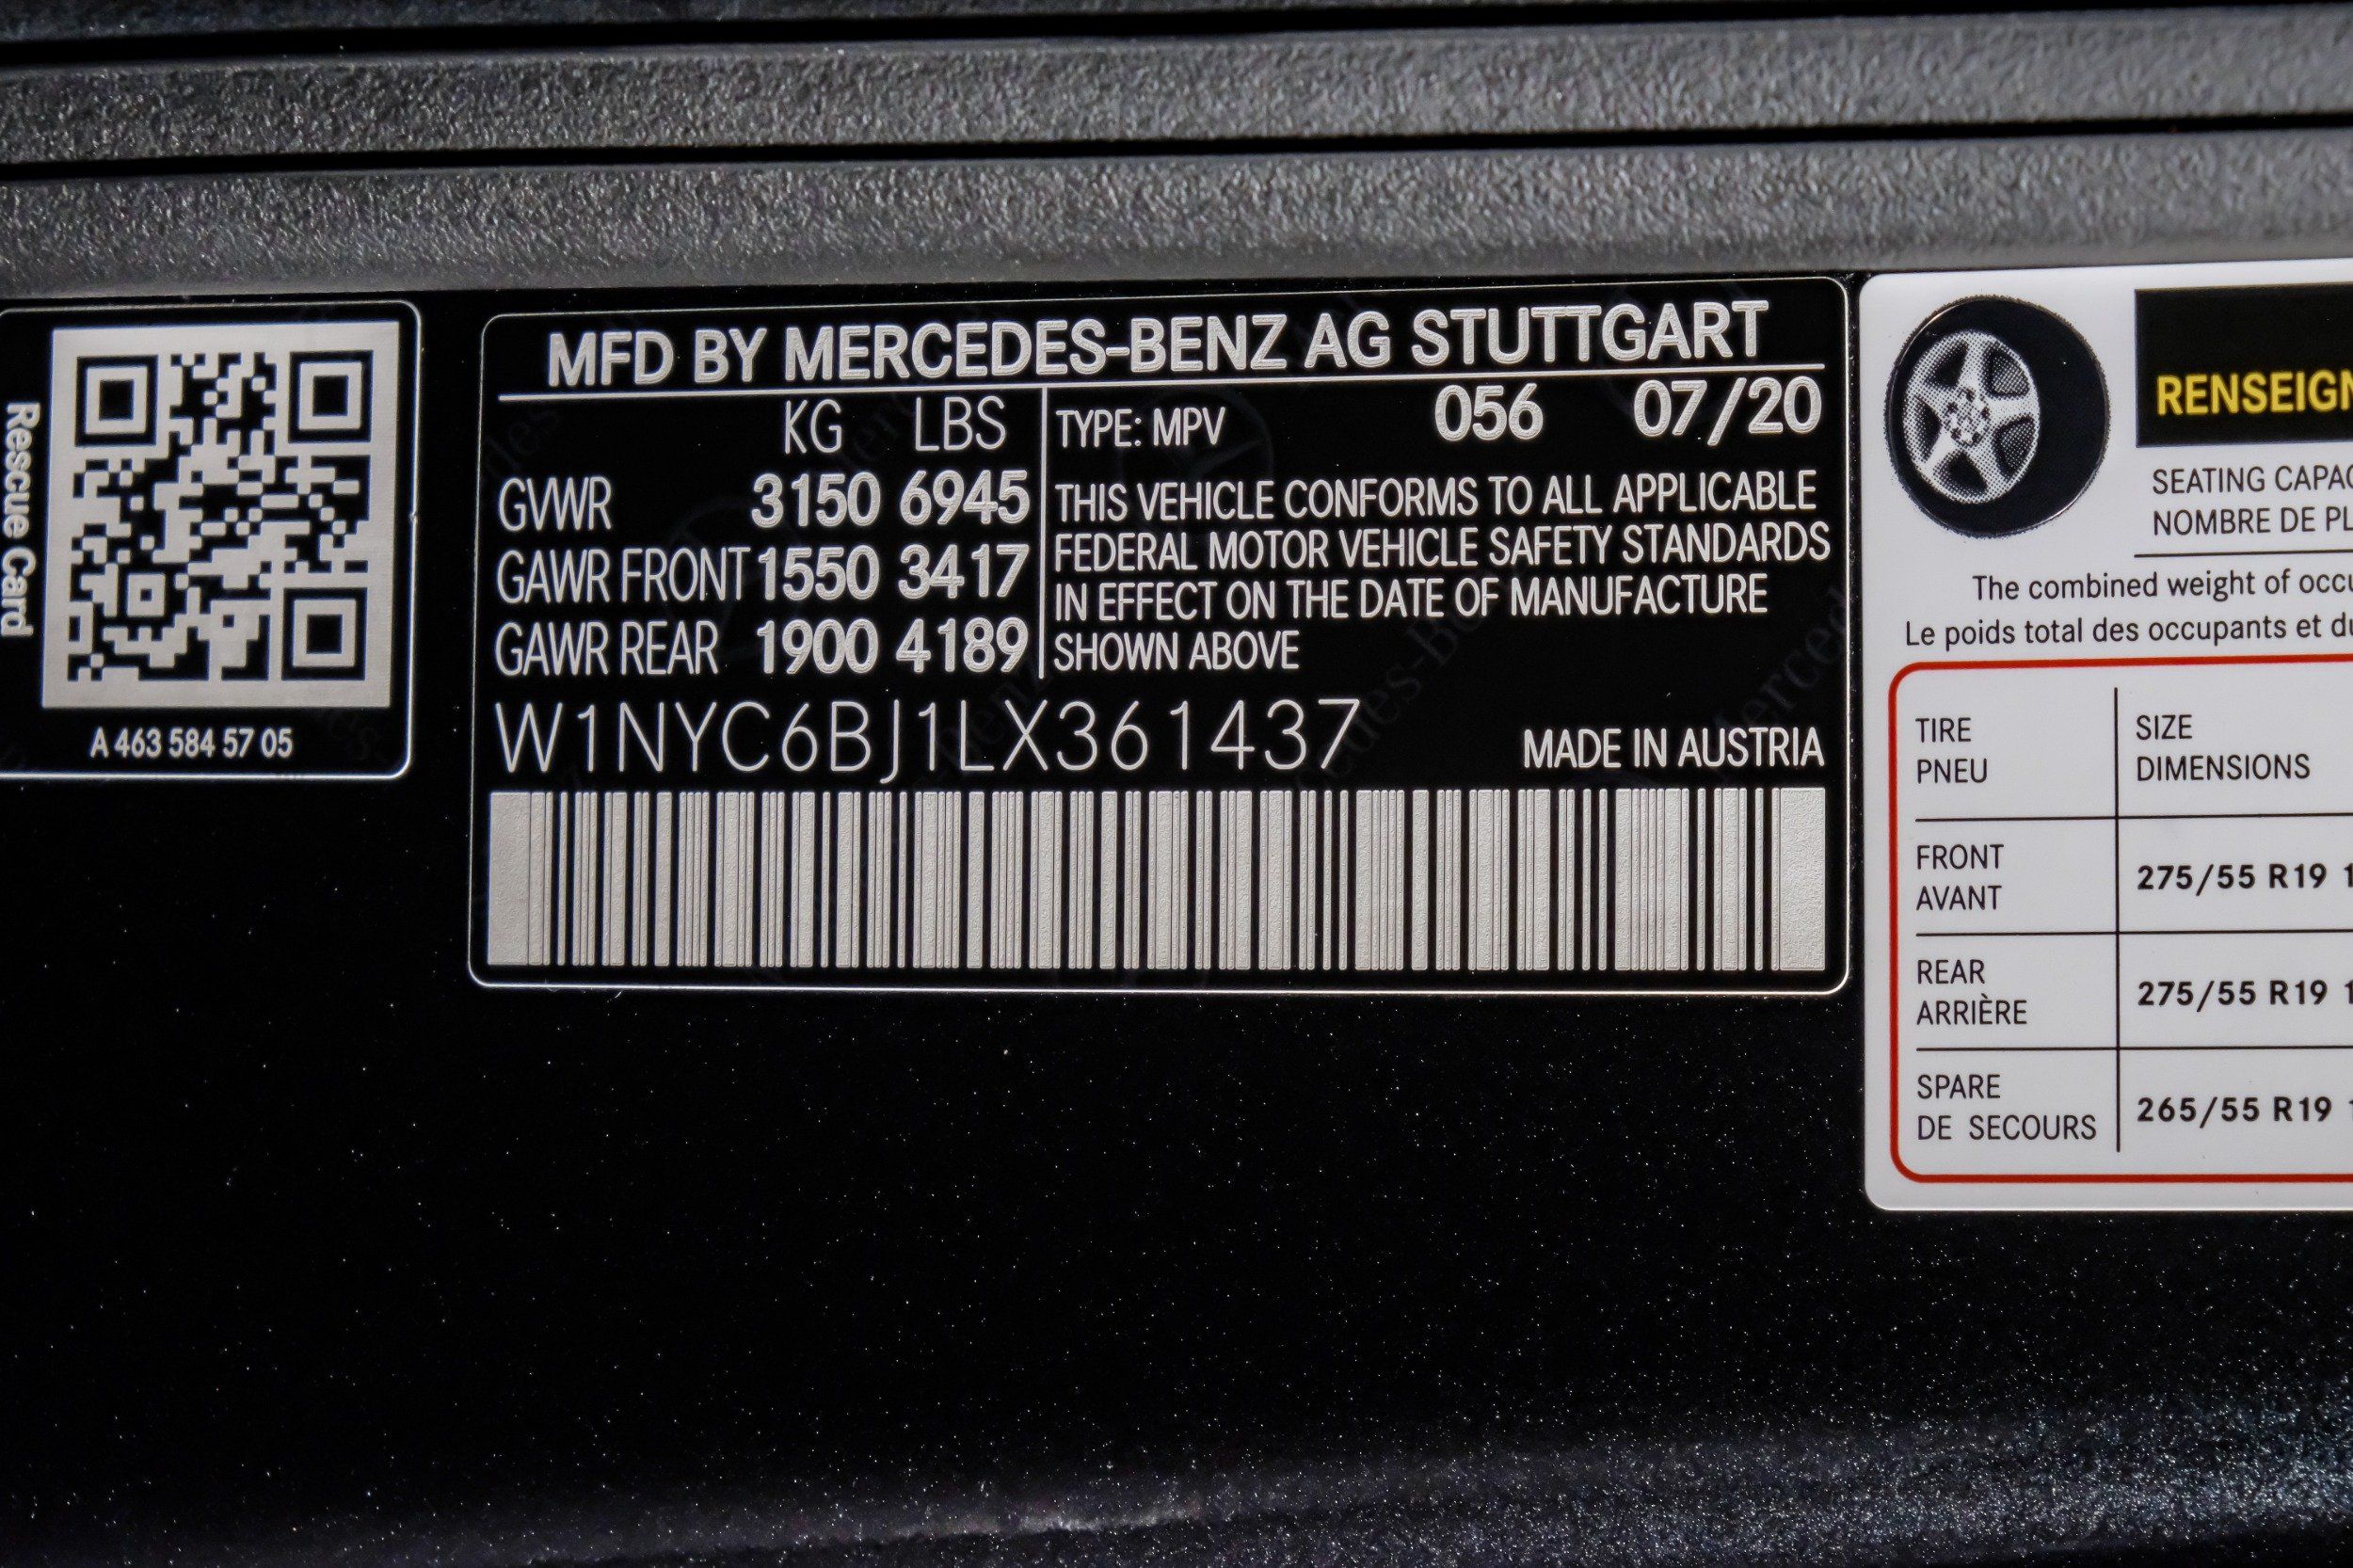 Rescue Card
A 463 584 57 05
MFD BY MERCEDES-BENZ AG STUTTGART
KG LBS
GVWR 3150 6945
GAWR FRONT 1550 3417
GAWR REAR 1900 4189
TYPE: MPV 056 07/20
THIS VEHICLE CONFORMS TO ALL APPLICABLE
FEDERAL MOTOR VEHICLE SAFETY STANDARDS
IN EFFECT ON THE DATE OF MANUFACTURE
SHOWN ABOVE
W1NYC6BJ1LX361437
MADE IN AUSTRIA
RENSEIGN
SEATING CAPAC
NOMBRE DE PL
The combined weight of occu
Le poids total des occupants et du
TIRE SIZE
PNEU DIMENSIONS
FRONT
AVANT
275/55 R19 1
REAR
ARRIÈRE
275/55 R19 1
SPARE
DE SECOURS
265/55 R19 1